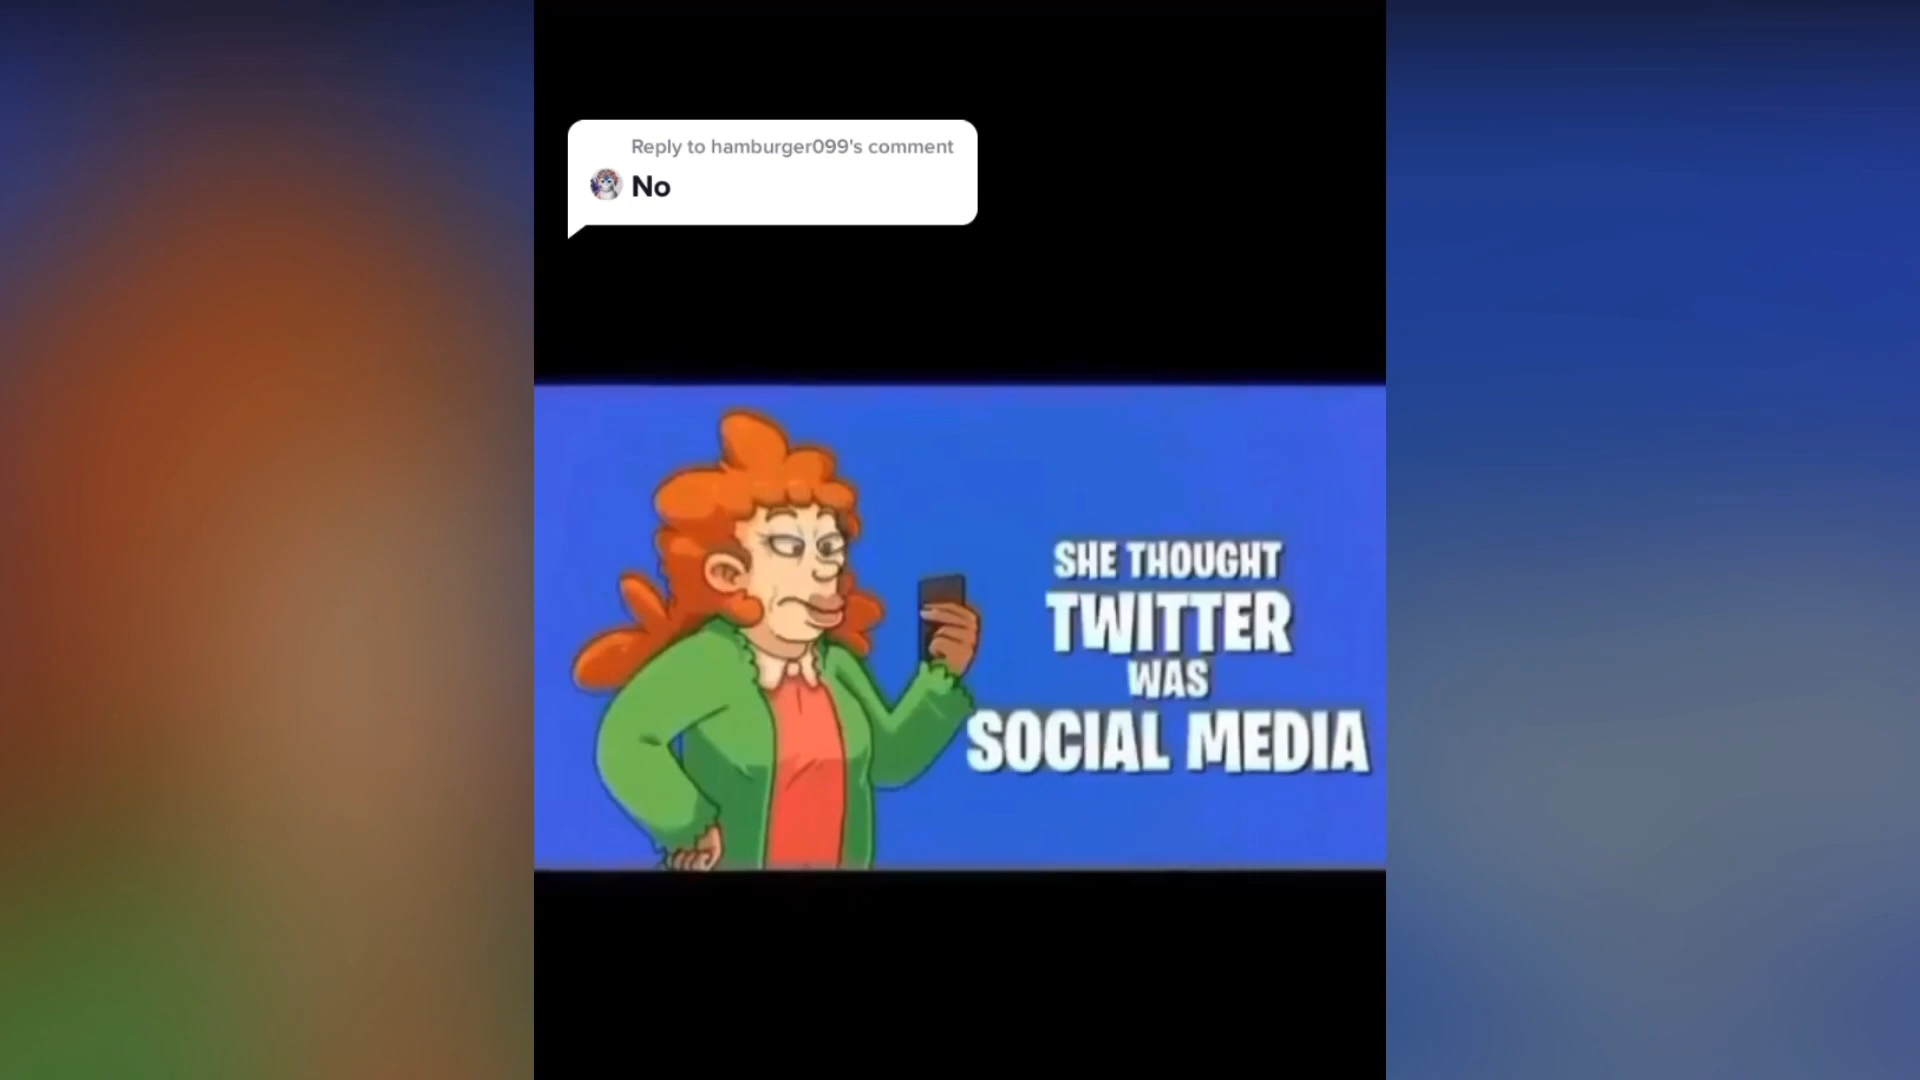 Reply to hamburger099's comment
No
SHE THOUGHT
TWITTER
WAS
SOCIAL MEDIA